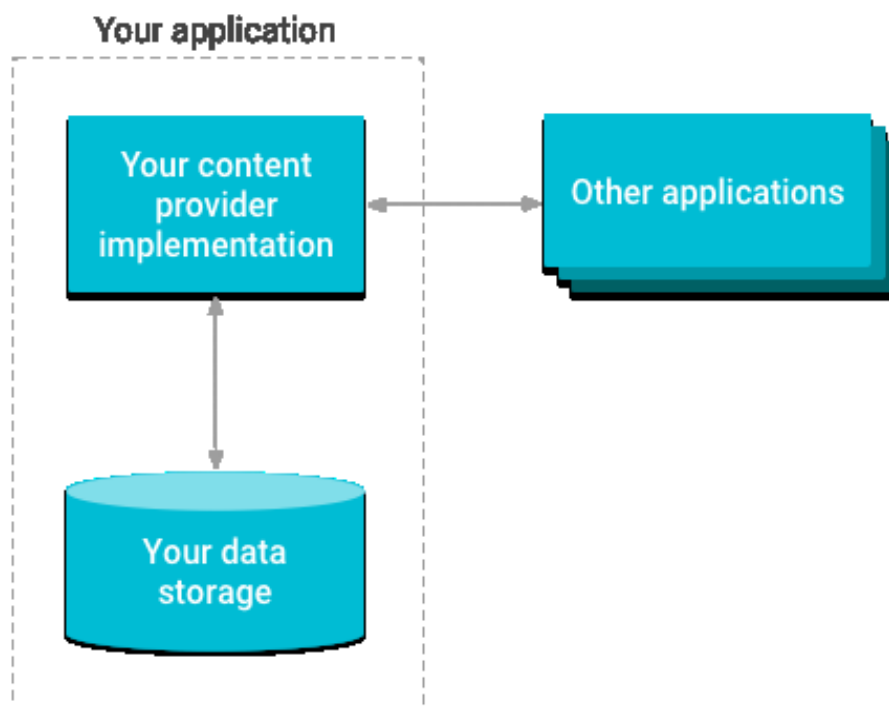 Your application
Your content
provider
implementation
Other applications
Your data
storage